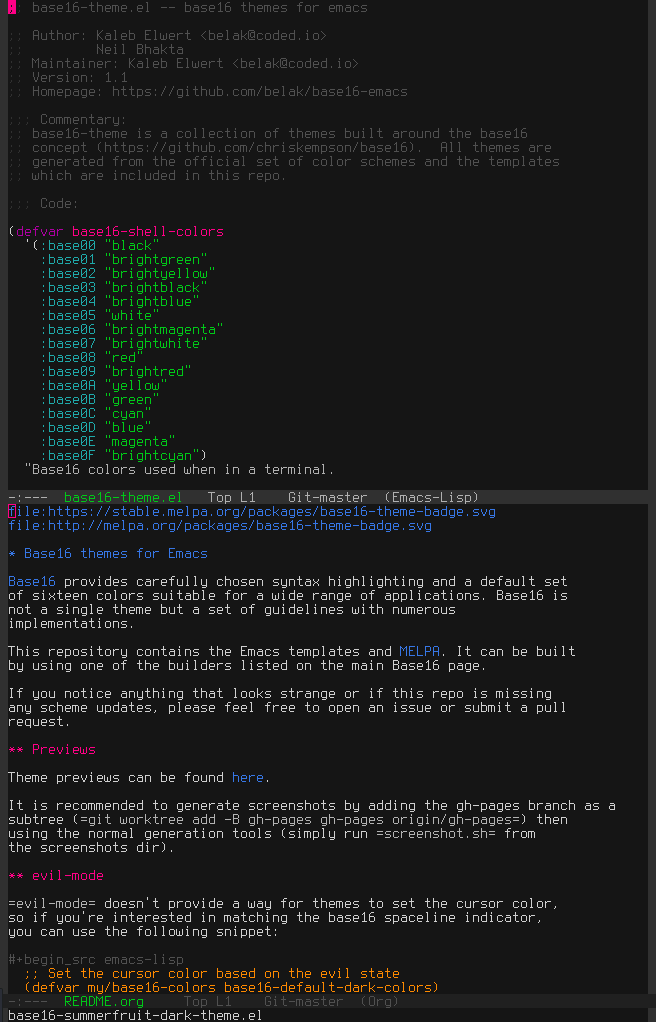 ;; base16-theme.el -- base16 themes for emacs
;; Author: Kaleb Elwert <belak@coded.io>
;;         Neil Bhakta
;; Maintainer: Kaleb Elwert <belak@coded.io>
;; Version: 1.1
;; Homepage: https://github.com/belak/base16-emacs
;;; Commentary:
;; base16-theme is a collection of themes built around the base16
;; concept (https://github.com/chriskempson/base16).  All themes are
;; generated from the official set of color schemes and the templates
;; which are included in this repo.
;;; Code:
(defvar base16-shell-colors
  '(:base00 "black"
    :base01 "brightgreen"
    :base02 "brightyellow"
    :base03 "brightblack"
    :base04 "brightblue"
    :base05 "white"
    :base06 "brightmagenta"
    :base07 "brightwhite"
    :base08 "red"
    :base09 "brightred"
    :base0A "yellow"
    :base0B "green"
    :base0C "cyan"
    :base0D "blue"
    :base0E "magenta"
    :base0F "brightcyan")
  "Base16 colors used when in a terminal.
-:---  base16-theme.el   Top L1    Git-master  (Emacs-Lisp)
file:https://stable.melpa.org/packages/base16-theme-badge.svg
file:http://melpa.org/packages/base16-theme-badge.svg
* Base16 themes for Emacs
Base16 provides carefully chosen syntax highlighting and a default set
of sixteen colors suitable for a wide range of applications. Base16 is
not a single theme but a set of guidelines with numerous
implementations.
This repository contains the Emacs templates and MELPA. It can be built
by using one of the builders listed on the main Base16 page.
If you notice anything that looks strange or if this repo is missing
any scheme updates, please feel free to open an issue or submit a pull
request.
** Previews
Theme previews can be found here.
It is recommended to generate screenshots by adding the gh-pages branch as a
subtree (=git worktree add -B gh-pages gh-pages origin/gh-pages=) then
using the normal generation tools (simply run =screenshot.sh= from
the screenshots dir).
** evil-mode
=evil-mode= doesn't provide a way for themes to set the cursor color,
so if you're interested in matching the base16 spaceline indicator,
you can use the following snippet:
#+begin_src emacs-lisp
  ;; Set the cursor color based on the evil state
  (defvar my/base16-colors base16-default-dark-colors)
-:---  README.org     Top L1    Git-master  (Org)
base16-summerfruit-dark-theme.el